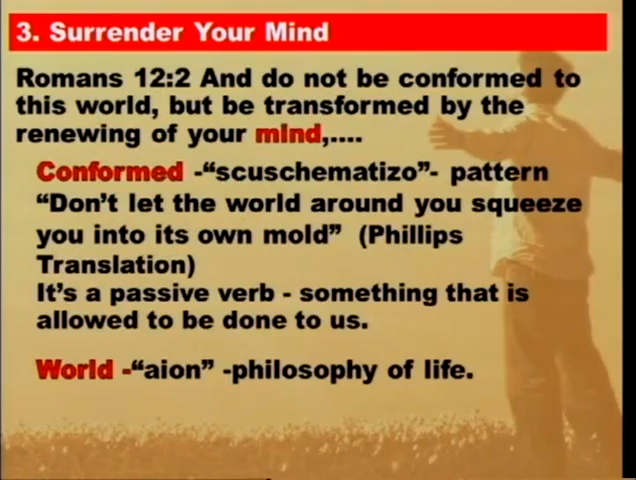 3. Surrender Your Mind
Romans 12:2 And do not be conformed to
this world, but be transformed by the
renewing of your mind,....
Conformed -“scuschematizo”- pattern
“Don’t let the world around you squeeze
you into its own mold” (Phillips
Translation)
It’s a passive verb - something that is
allowed to be done to us.
World -“aion” -philosophy of life.